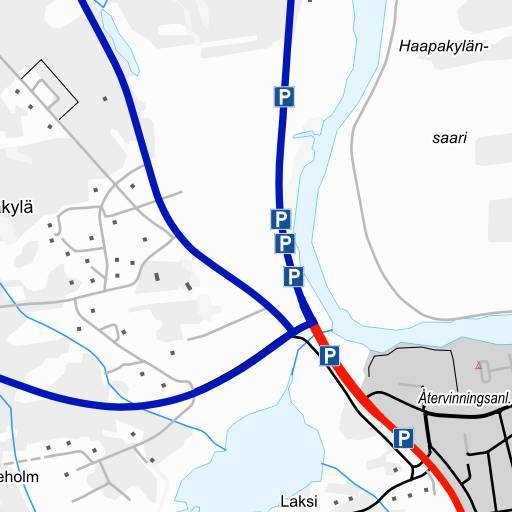 Haapakylän-
P
saari
kylä
P
P
P
P
Återvinningsanl.
P
eholm
Laksi